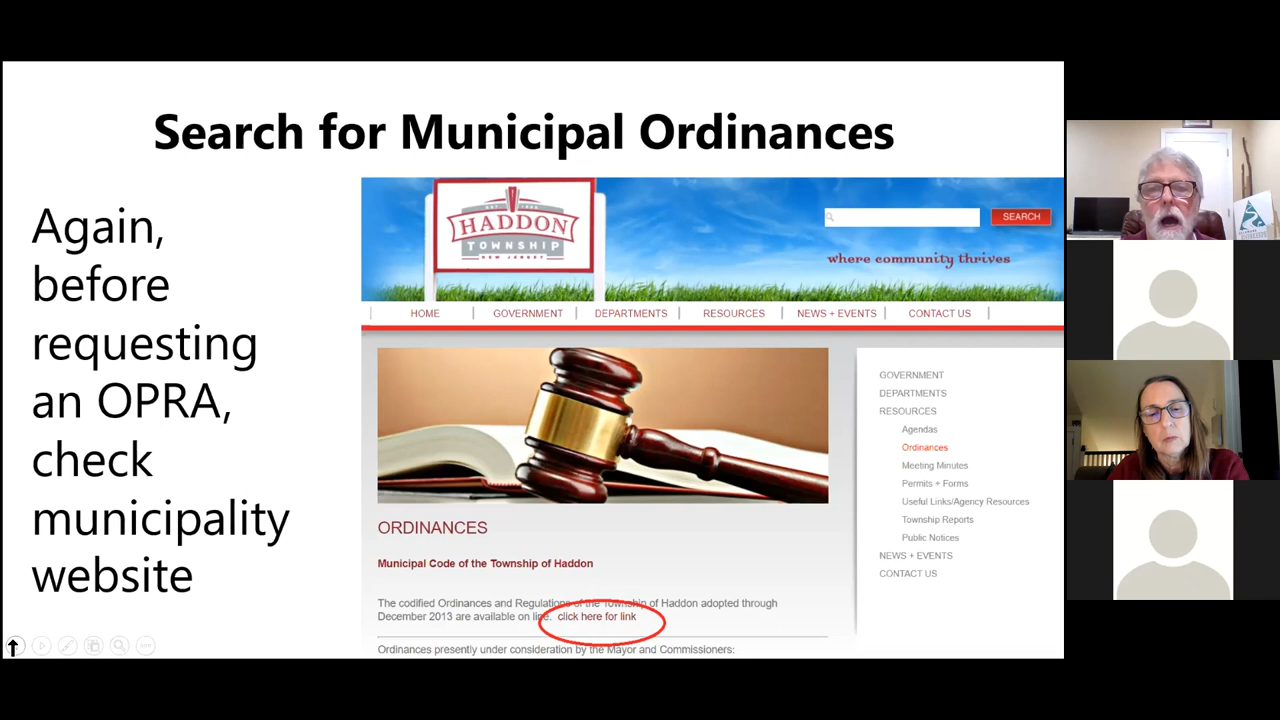 Search for Municipal Ordinances
Again,
before
requesting
an OPRA,
check
municipality
website
HADDON
TOWNSHIP
NEW JERSEY
SEARCH
where community thrives
HOME
GOVERNMENT
DEPARTMENTS
RESOURCES
NEWS + EVENTS
CONTACT US
ORDINANCES
Municipal Code of the Township of Haddon
The codified Ordinances and Regulations of the Township of Haddon adopted through
December 2013 are available on line. click here for link
Ordinances presently under consideration by the Mayor and Commissioners:
GOVERNMENT
DEPARTMENTS
RESOURCES
Agendas
Ordinances
Meeting Minutes
Permits + Forms
Useful Links/Agency Resources
Township Reports
Public Notices
NEWS + EVENTS
CONTACT US